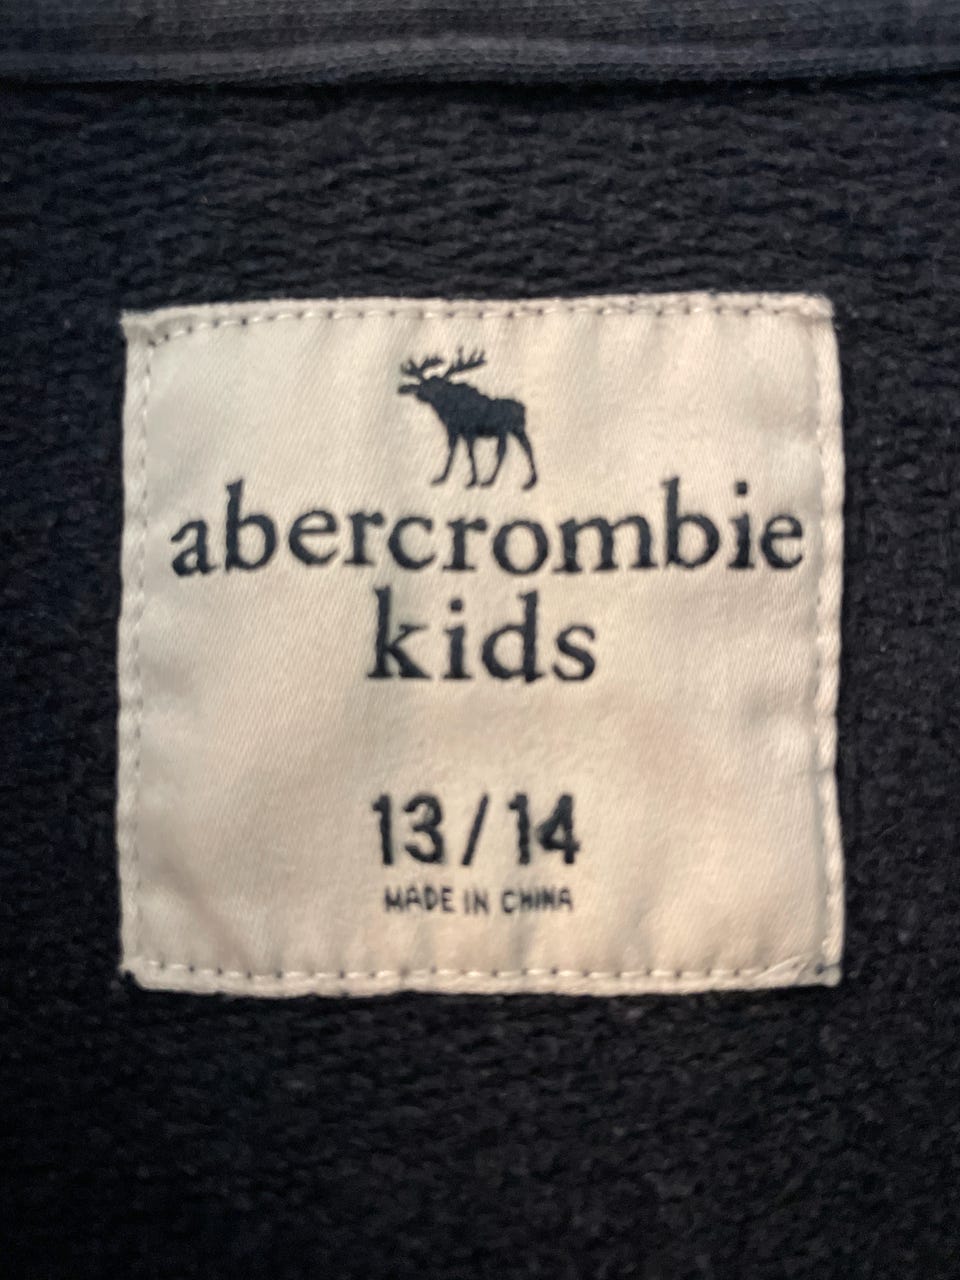 abercrombie
kids
13/14
MADE IN CHINA